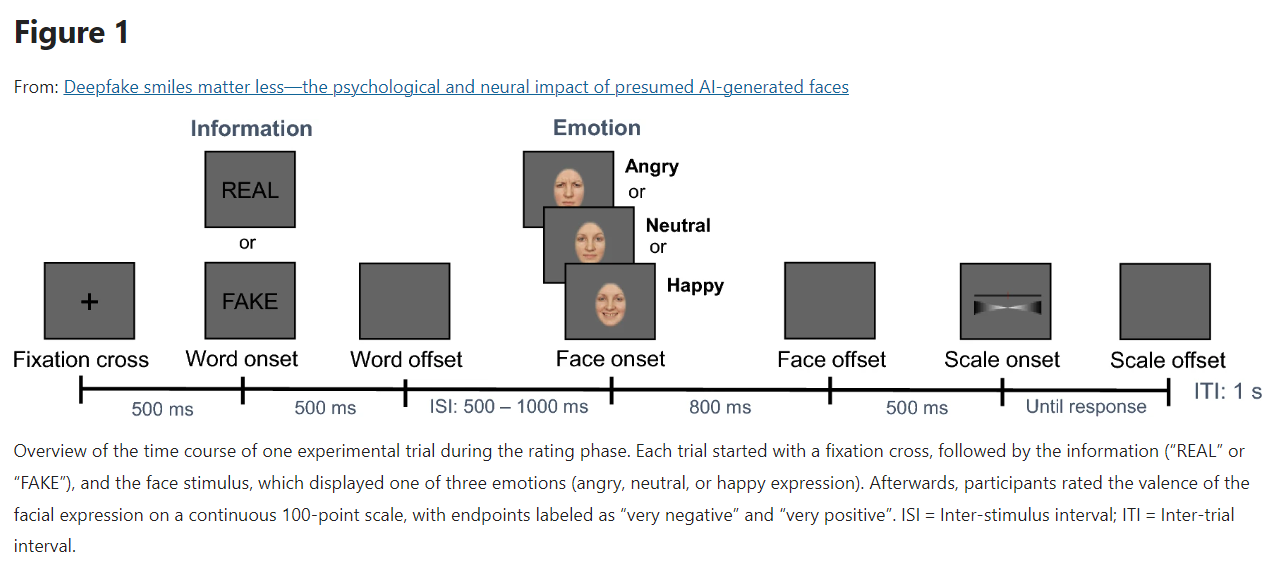 Figure 1
From: Deepfake smiles matter less—the psychological and neural impact of presumed AI-generated faces
Information
Emotion
REAL
or
FAKE
Angry
or
Neutral
or
Happy
Fixation cross
Word onset
Word offset
Face onset
Face offset
Scale onset
Scale offset
500 ms
500 ms
ISI: 500 – 1000 ms
800 ms
500 ms
Until response
ITI: 1 s
Overview of the time course of one experimental trial during the rating phase. Each trial started with a fixation cross, followed by the information (“REAL” or
“FAKE”), and the face stimulus, which displayed one of three emotions (angry, neutral, or happy expression). Afterwards, participants rated the valence of the
facial expression on a continuous 100-point scale, with endpoints labeled as “very negative” and “very positive”. ISI = Inter-stimulus interval; ITI = Inter-trial
interval.